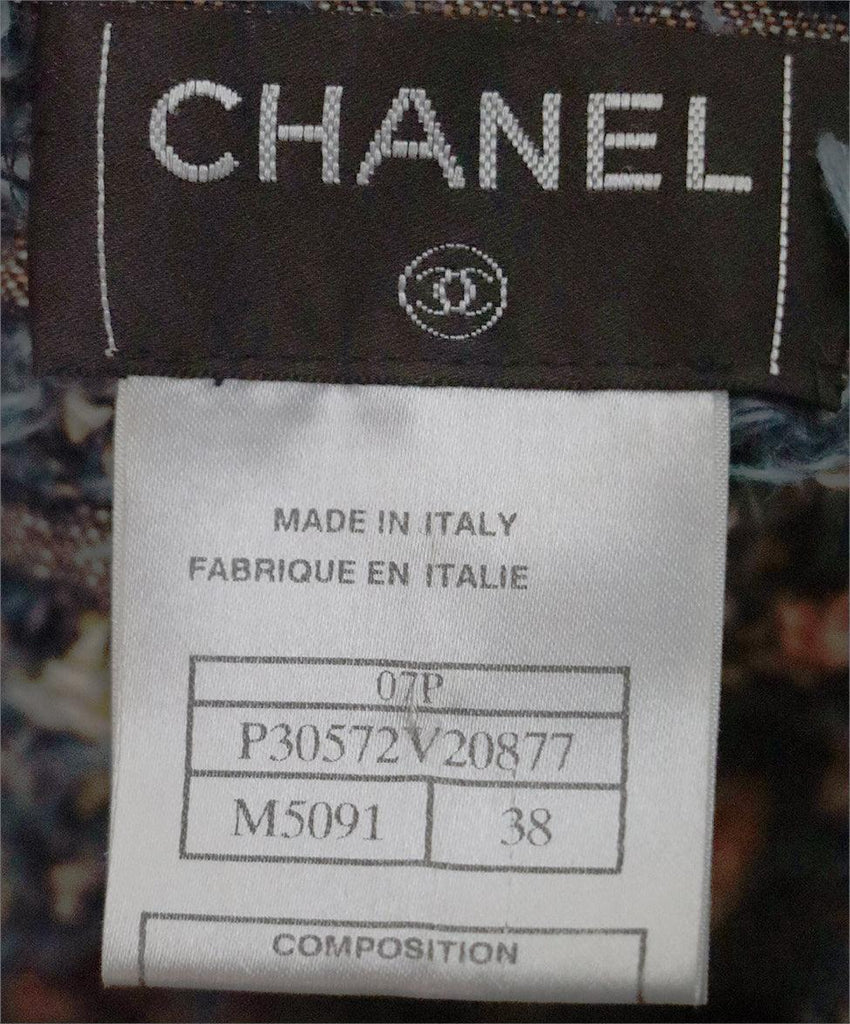 CHANEL
MADE IN ITALY
FABRIQUE EN ITALIE
07P
P30572V20877
M5091 38
COMPOSITION